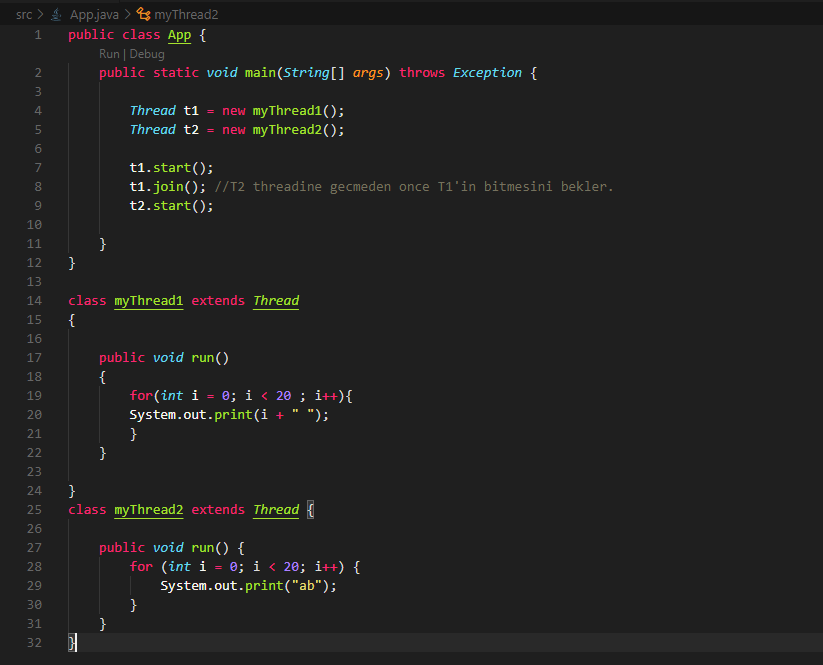 src > App.java > myThread2
1 public class App {
Run | Debug
2 public static void main(String[] args) throws Exception {
3
4 Thread t1 = new myThread1();
5 Thread t2 = new myThread2();
6
7 t1.start();
8 t1.join(); //T2 threadine gecmeden once T1'in bitmesini bekler.
9 t2.start();
10
11 }
12 }
13
14 class myThread1 extends Thread
15 {
16
17 public void run()
18 {
19 for(int i = 0; i < 20 ; i++){
20 System.out.print(i + " ");
21 }
22 }
23
24 }
25 class myThread2 extends Thread {
26
27 public void run() {
28 for (int i = 0; i < 20; i++) {
29 System.out.print("ab");
30 }
31 }
32 }